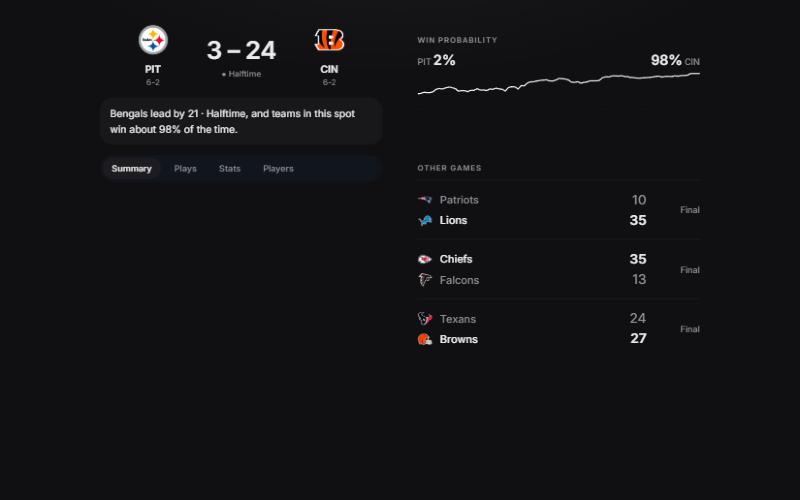 3 – 24
• Halftime
PIT
6-2
CIN
6-2
Bengals lead by 21 · Halftime, and teams in this spot
win about 98% of the time.
Summary Plays Stats Players
WIN PROBABILITY
PIT 2% 98% CIN
OTHER GAMES
Patriots 10
Lions 35
Final
Chiefs 35
Falcons 13
Final
Texans 24
Browns 27
Final